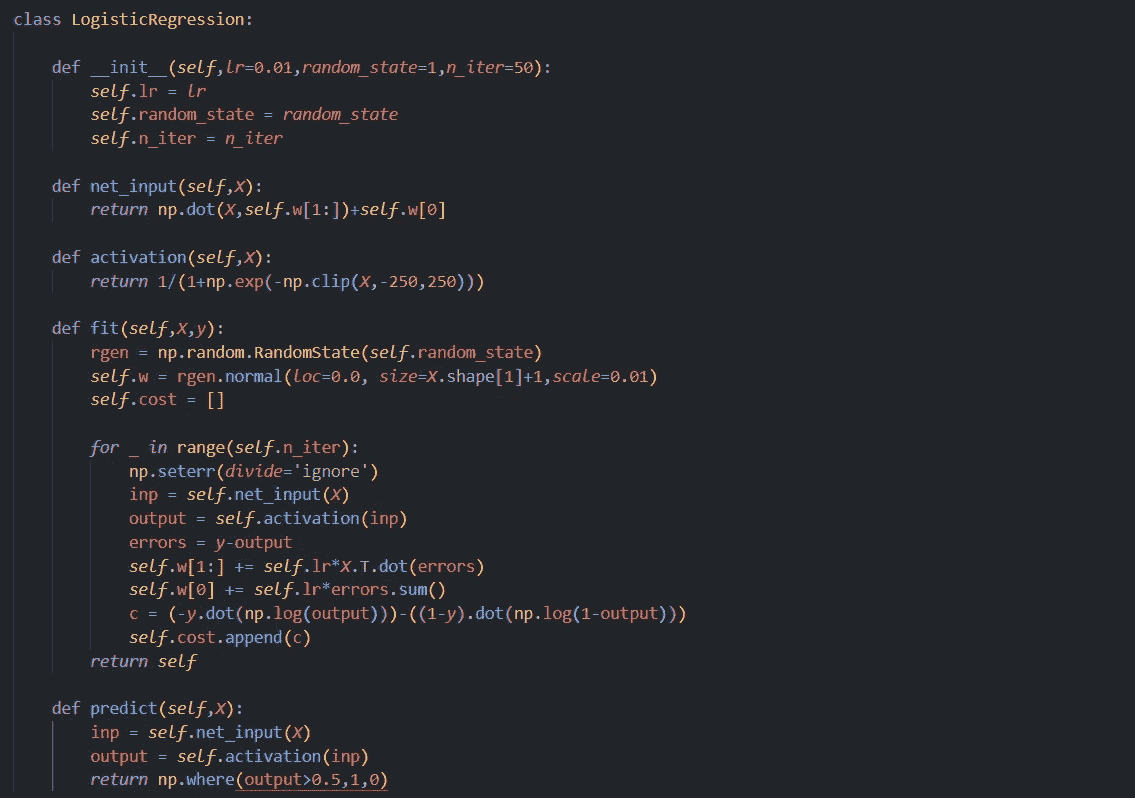 class LogisticRegression:
    def __init__(self,lr=0.01,random_state=1,n_iter=50):
        self.lr = lr
        self.random_state = random_state
        self.n_iter = n_iter
    def net_input(self,X):
        return np.dot(X,self.w[1:])+self.w[0]
    def activation(self,X):
        return 1/(1+np.exp(-np.clip(X,-250,250)))
    def fit(self,X,y):
        rgen = np.random.RandomState(self.random_state)
        self.w = rgen.normal(loc=0.0, size=X.shape[1]+1,scale=0.01)
        self.cost = []
        for _ in range(self.n_iter):
            np.seterr(divide='ignore')
            inp = self.net_input(X)
            output = self.activation(inp)
            errors = y-output
            self.w[1:] += self.lr*X.T.dot(errors)
            self.w[0] += self.lr*errors.sum()
            c = (-y.dot(np.log(output)))-((1-y).dot(np.log(1-output)))
            self.cost.append(c)
        return self
    def predict(self,X):
        inp = self.net_input(X)
        output = self.activation(inp)
        return np.where(output>0.5,1,0)